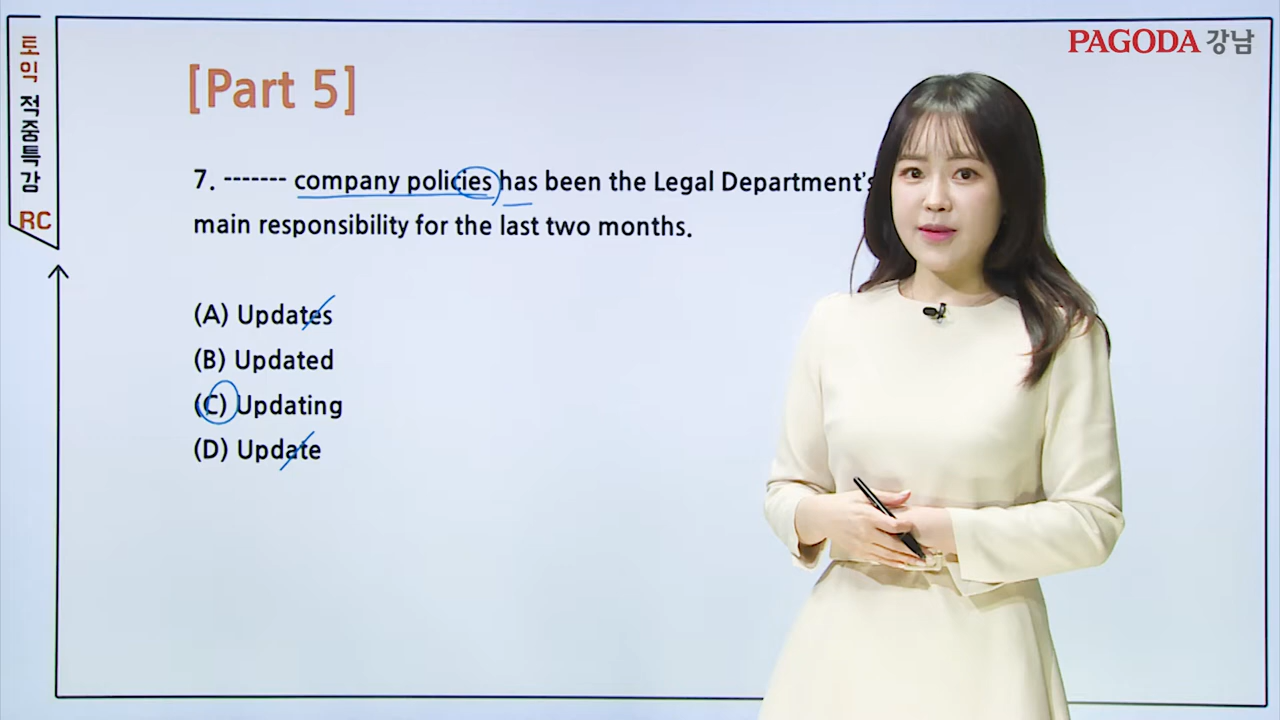 토익 적중특강
RC
PAGODA 강남
[Part 5]
7. ------- company policies has been the Legal Department's
main responsibility for the last two months.
(A) Updates
(B) Updated
(C) Updating
(D) Update